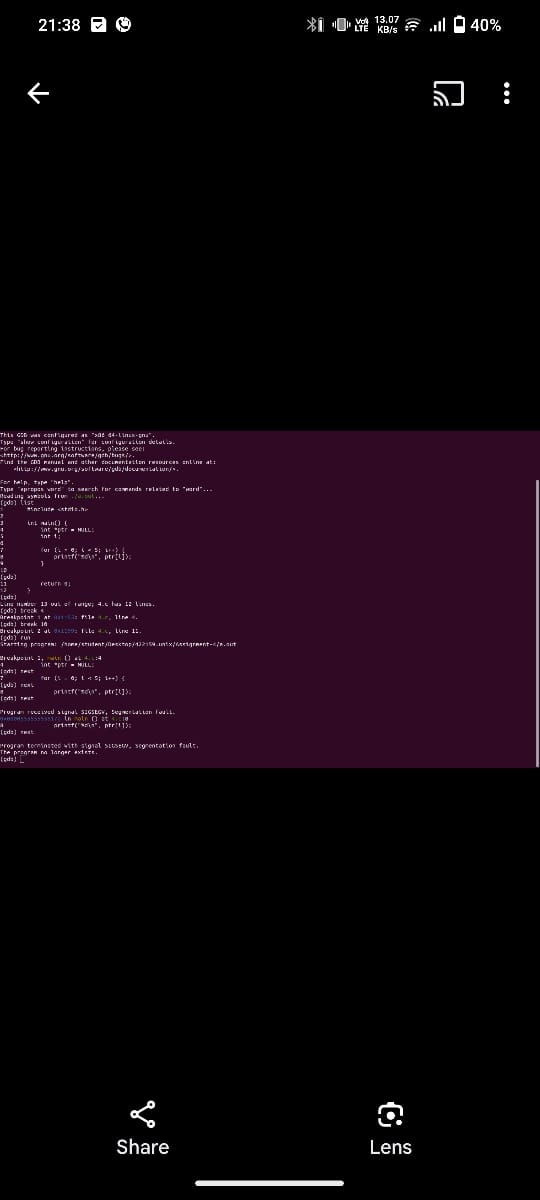 21:38
Vo4 LTE
13.07 KB/s
40%
This GDB was configured as "x86_64-linux-gnu".
Type "show configuration" for configuration details.
For bug reporting instructions, please see:
<http://www.gnu.org/software/gdb/bugs/>.
Find the GDB manual and other documentation resources online at:
<http://www.gnu.org/software/gdb/documentation/>.
For help, type "help".
Type "apropos word" to search for commands related to "word"...
Reading symbols from ./a.out...
(gdb) list
1 #include <stdio.h>
2
3 int main() {
4 int *ptr = NULL;
5 int i;
6
7 for (i = 0; i < 5; i++) {
8 printf("%d\n", ptr[i]);
9 }
10
(gdb)
11 return 0;
12 }
(gdb)
Line number 13 out of range; 4.c has 12 lines.
(gdb) break 4
Breakpoint 1 at file 4.c, line 4.
(gdb) break 10
Breakpoint 2 at file 4.c, line 11.
(gdb) run
Starting program: /home/student/Desktop/422159.unix/Assignment-4/a.out
Breakpoint 1, main () at 4.c:4
4 int *ptr = NULL;
(gdb) next
7 for (i = 0; i < 5; i++) {
(gdb) next
8 printf("%d\n", ptr[i]);
(gdb) next
Program received signal SIGSEGV, Segmentation fault.
in main () at 4.c:8
8 printf("%d\n", ptr[i]);
(gdb) next
Program terminated with signal SIGSEGV, Segmentation fault.
The program no longer exists.
(gdb)
Share
Lens